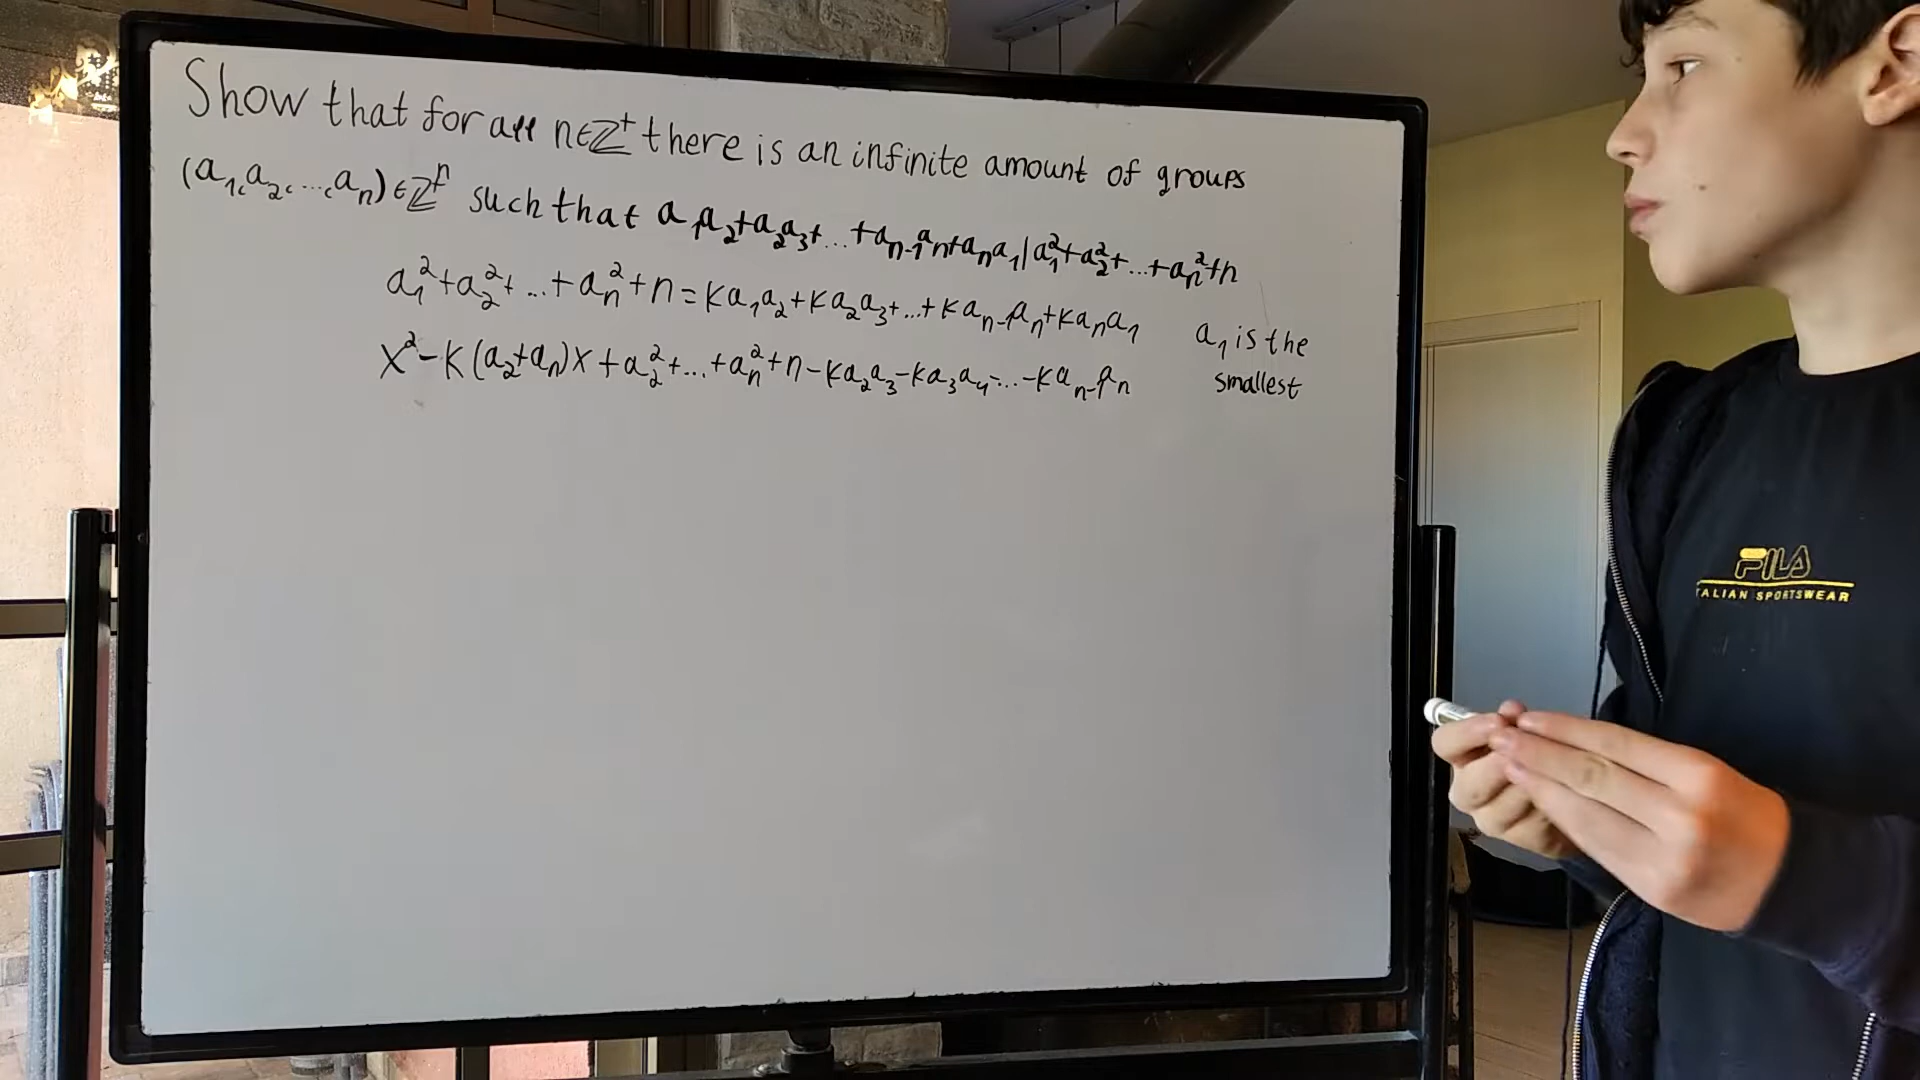 Show that for all n∈ℤ⁺ there is an infinite amount of groups
(a₁, a₂, ..., aₙ) ∈ ℤ⁺ⁿ such that a₁a₂+a₂a₃+...+aₙ₋₁aₙ+aₙa₁|a₁²+a₂²+...+aₙ²+n
a₁²+a₂²+...+aₙ²+n=Ka₁a₂+Ka₂a₃+...+Kaₙ₋₁aₙ+Kaₙa₁
x²-K(a₂+aₙ)x+a₂²+...+aₙ²+n-Ka₂a₃-Ka₃a₄-...-Kaₙ₋₁aₙ
a₁ is the
smallest
FILA
ITALIAN SPORTSWEAR